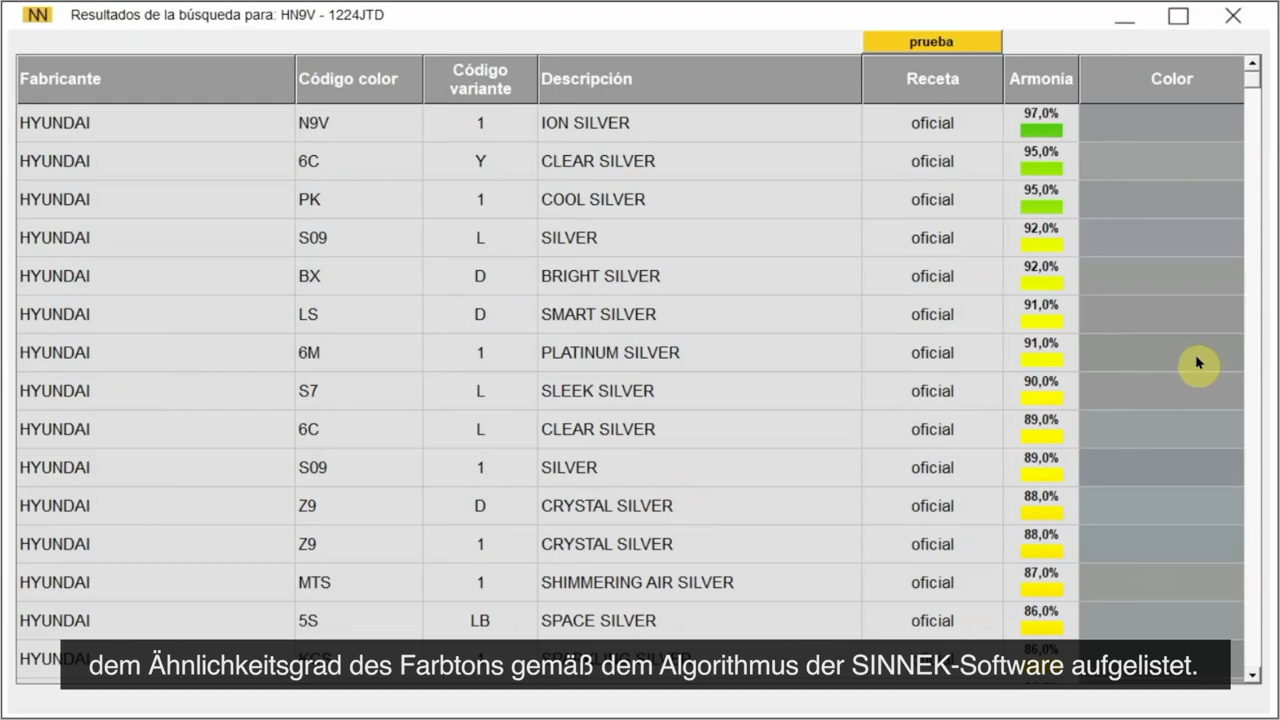 NN Resultados de la búsqueda para: HN9V - 1224JTD
prueba
Fabricante Código color Código variante Descripción Receta Armonía Color
HYUNDAI N9V 1 ION SILVER oficial 97,0%
HYUNDAI 6C Y CLEAR SILVER oficial 95,0%
HYUNDAI PK 1 COOL SILVER oficial 95,0%
HYUNDAI S09 L SILVER oficial 92,0%
HYUNDAI BX D BRIGHT SILVER oficial 92,0%
HYUNDAI LS D SMART SILVER oficial 91,0%
HYUNDAI 6M 1 PLATINUM SILVER oficial 91,0%
HYUNDAI S7 L SLEEK SILVER oficial 90,0%
HYUNDAI 6C L CLEAR SILVER oficial 89,0%
HYUNDAI S09 1 SILVER oficial 89,0%
HYUNDAI Z9 D CRYSTAL SILVER oficial 88,0%
HYUNDAI Z9 1 CRYSTAL SILVER oficial 88,0%
HYUNDAI MTS 1 SHIMMERING AIR SILVER oficial 87,0%
HYUNDAI 5S LB SPACE SILVER oficial 86,0%
HYUNDAI 86,0%
dem Ähnlichkeitsgrad des Farbtons gemäß dem Algorithmus der SINNEK-Software aufgelistet.